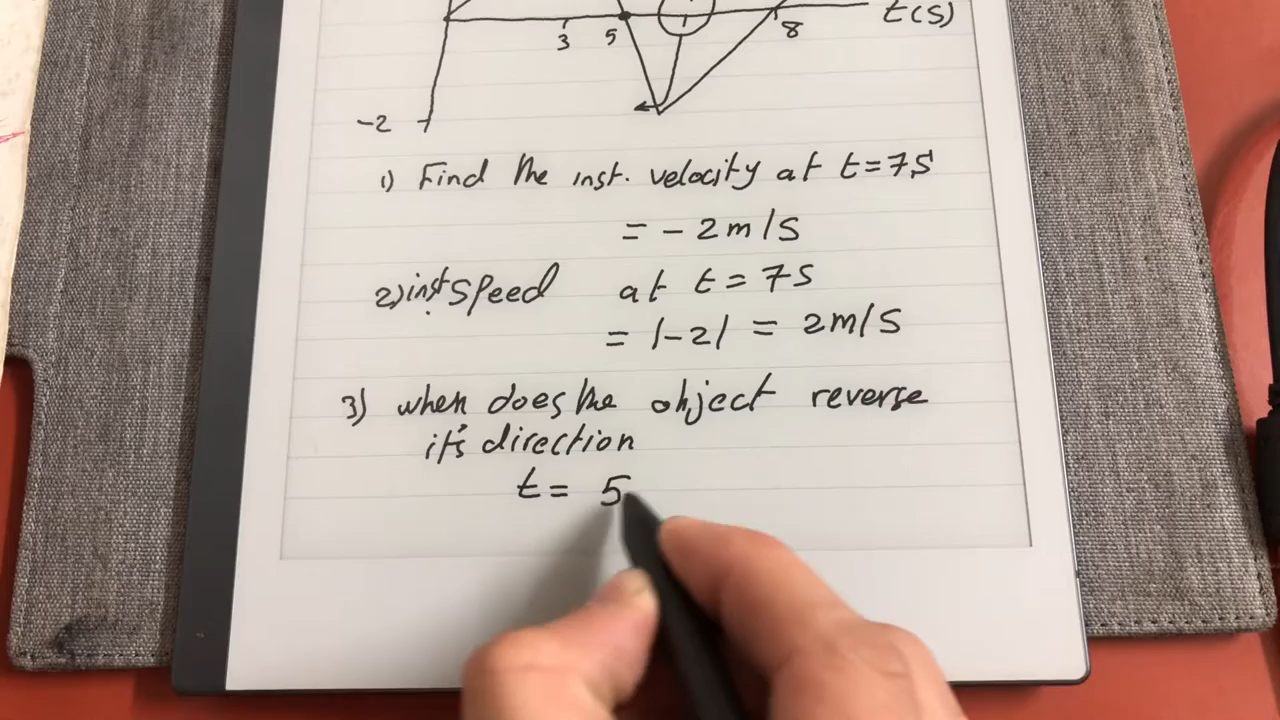 t(s)
3 5 8
-2
1) Find the inst. velocity at t=7s
= - 2m/s
2) inst speed at t = 7s
= |-2| = 2m/s
3) when does the object reverse
it's direction
t= 5